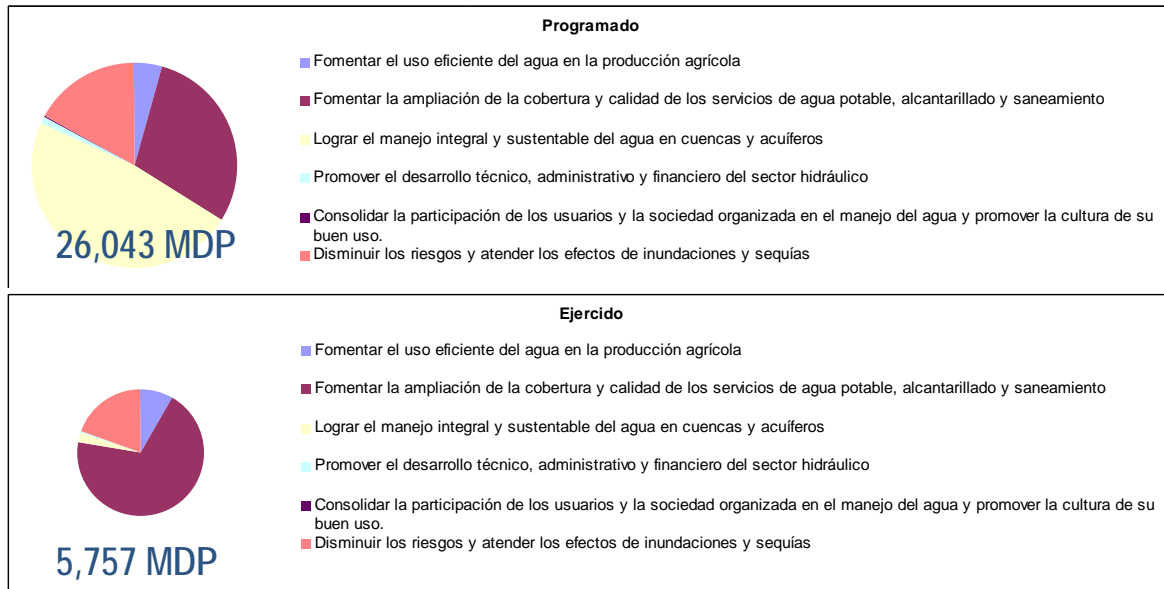 Programado
Fomentar el uso eficiente del agua en la producción agrícola
Fomentar la ampliación de la cobertura y calidad de los servicios de agua potable, alcantarillado y saneamiento
Lograr el manejo integral y sustentable del agua en cuencas y acuíferos
Promover el desarrollo técnico, administrativo y financiero del sector hidráulico
Consolidar la participación de los usuarios y la sociedad organizada en el manejo del agua y promover la cultura de su
buen uso.
Disminuir los riesgos y atender los efectos de inundaciones y sequías
26,043 MDP
Ejercido
Fomentar el uso eficiente del agua en la producción agrícola
Fomentar la ampliación de la cobertura y calidad de los servicios de agua potable, alcantarillado y saneamiento
Lograr el manejo integral y sustentable del agua en cuencas y acuíferos
Promover el desarrollo técnico, administrativo y financiero del sector hidráulico
Consolidar la participación de los usuarios y la sociedad organizada en el manejo del agua y promover la cultura de su
buen uso.
Disminuir los riesgos y atender los efectos de inundaciones y sequías
5,757 MDP